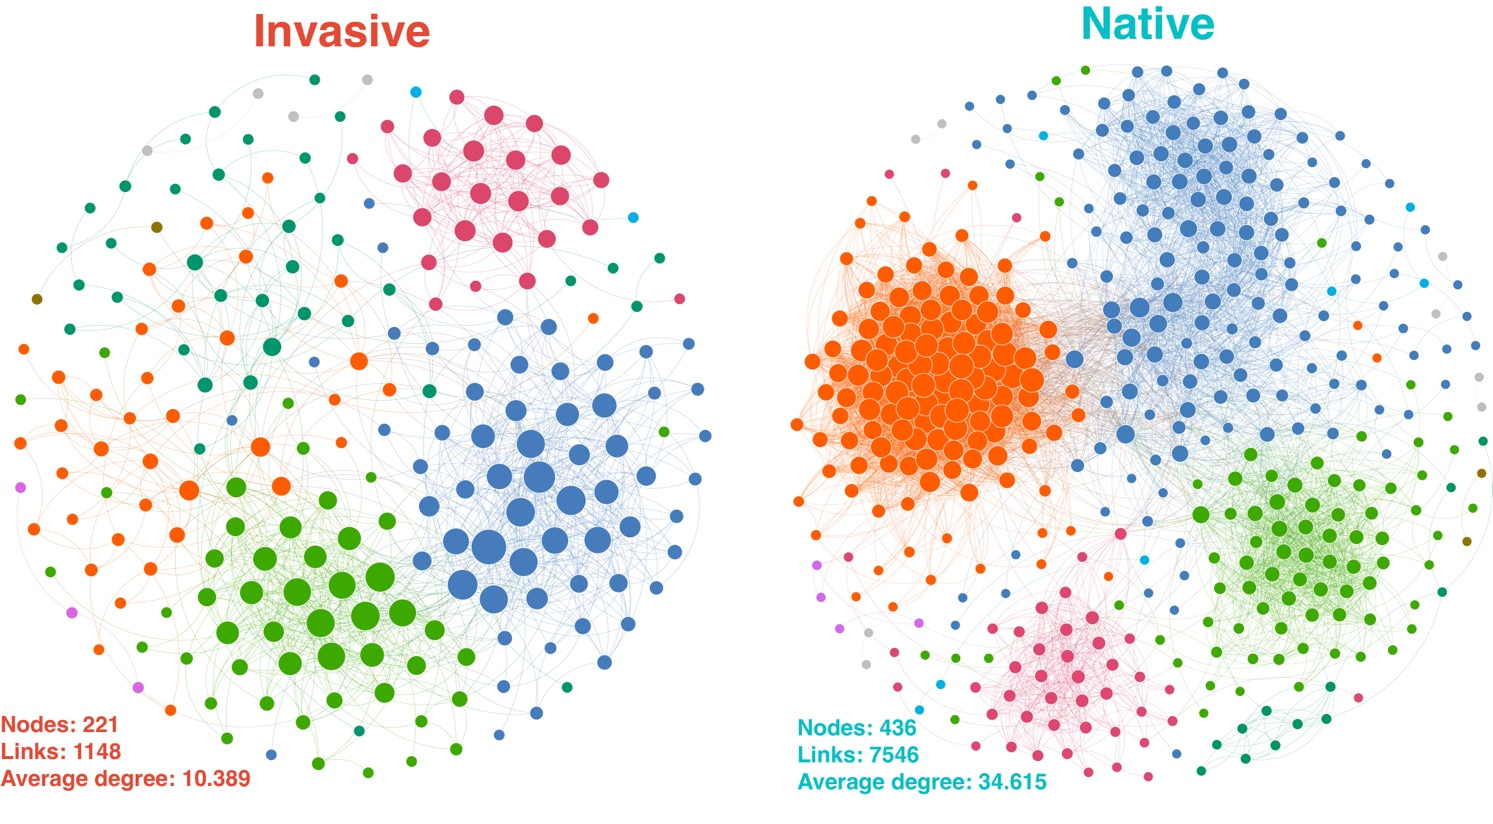 Invasive
Native
Nodes: 221
Links: 1148
Average degree: 10.389
Nodes: 436
Links: 7546
Average degree: 34.615